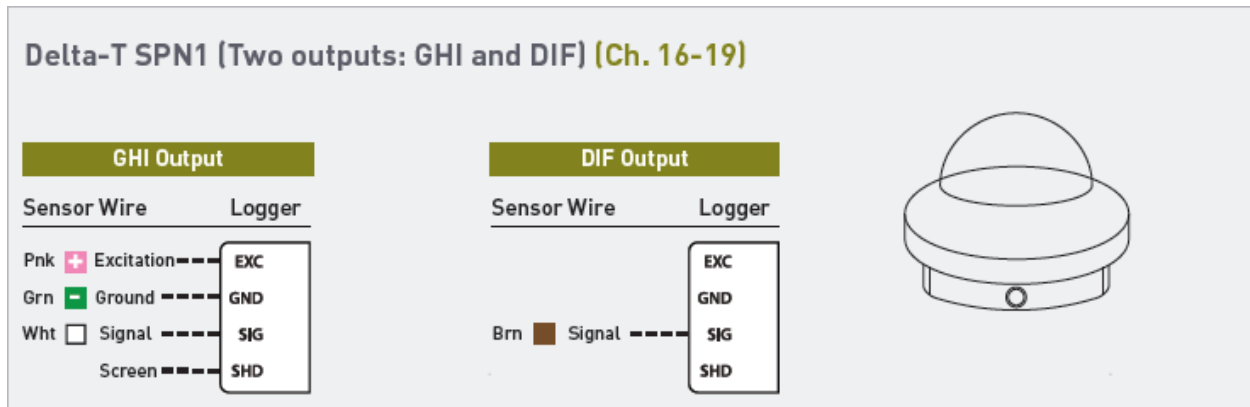 Delta-T SPN1 (Two outputs: GHI and DIF) (Ch. 16-19)
GHI Output
Sensor Wire Logger
Pnk + Excitation EXC
Grn - Ground GND
Wht Signal SIG
Screen SHD
DIF Output
Sensor Wire Logger
EXC
GND
Brn Signal SIG
SHD